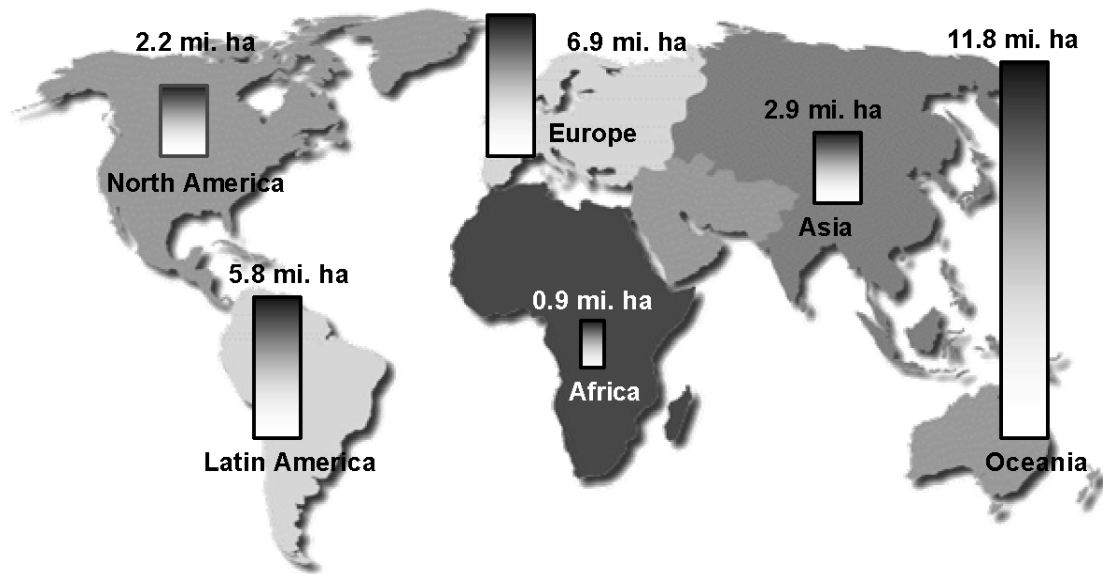 2.2 mi. ha
North America
6.9 mi. ha
Europe
11.8 mi. ha
Oceania
2.9 mi. ha
Asia
5.8 mi. ha
Latin America
0.9 mi. ha
Africa